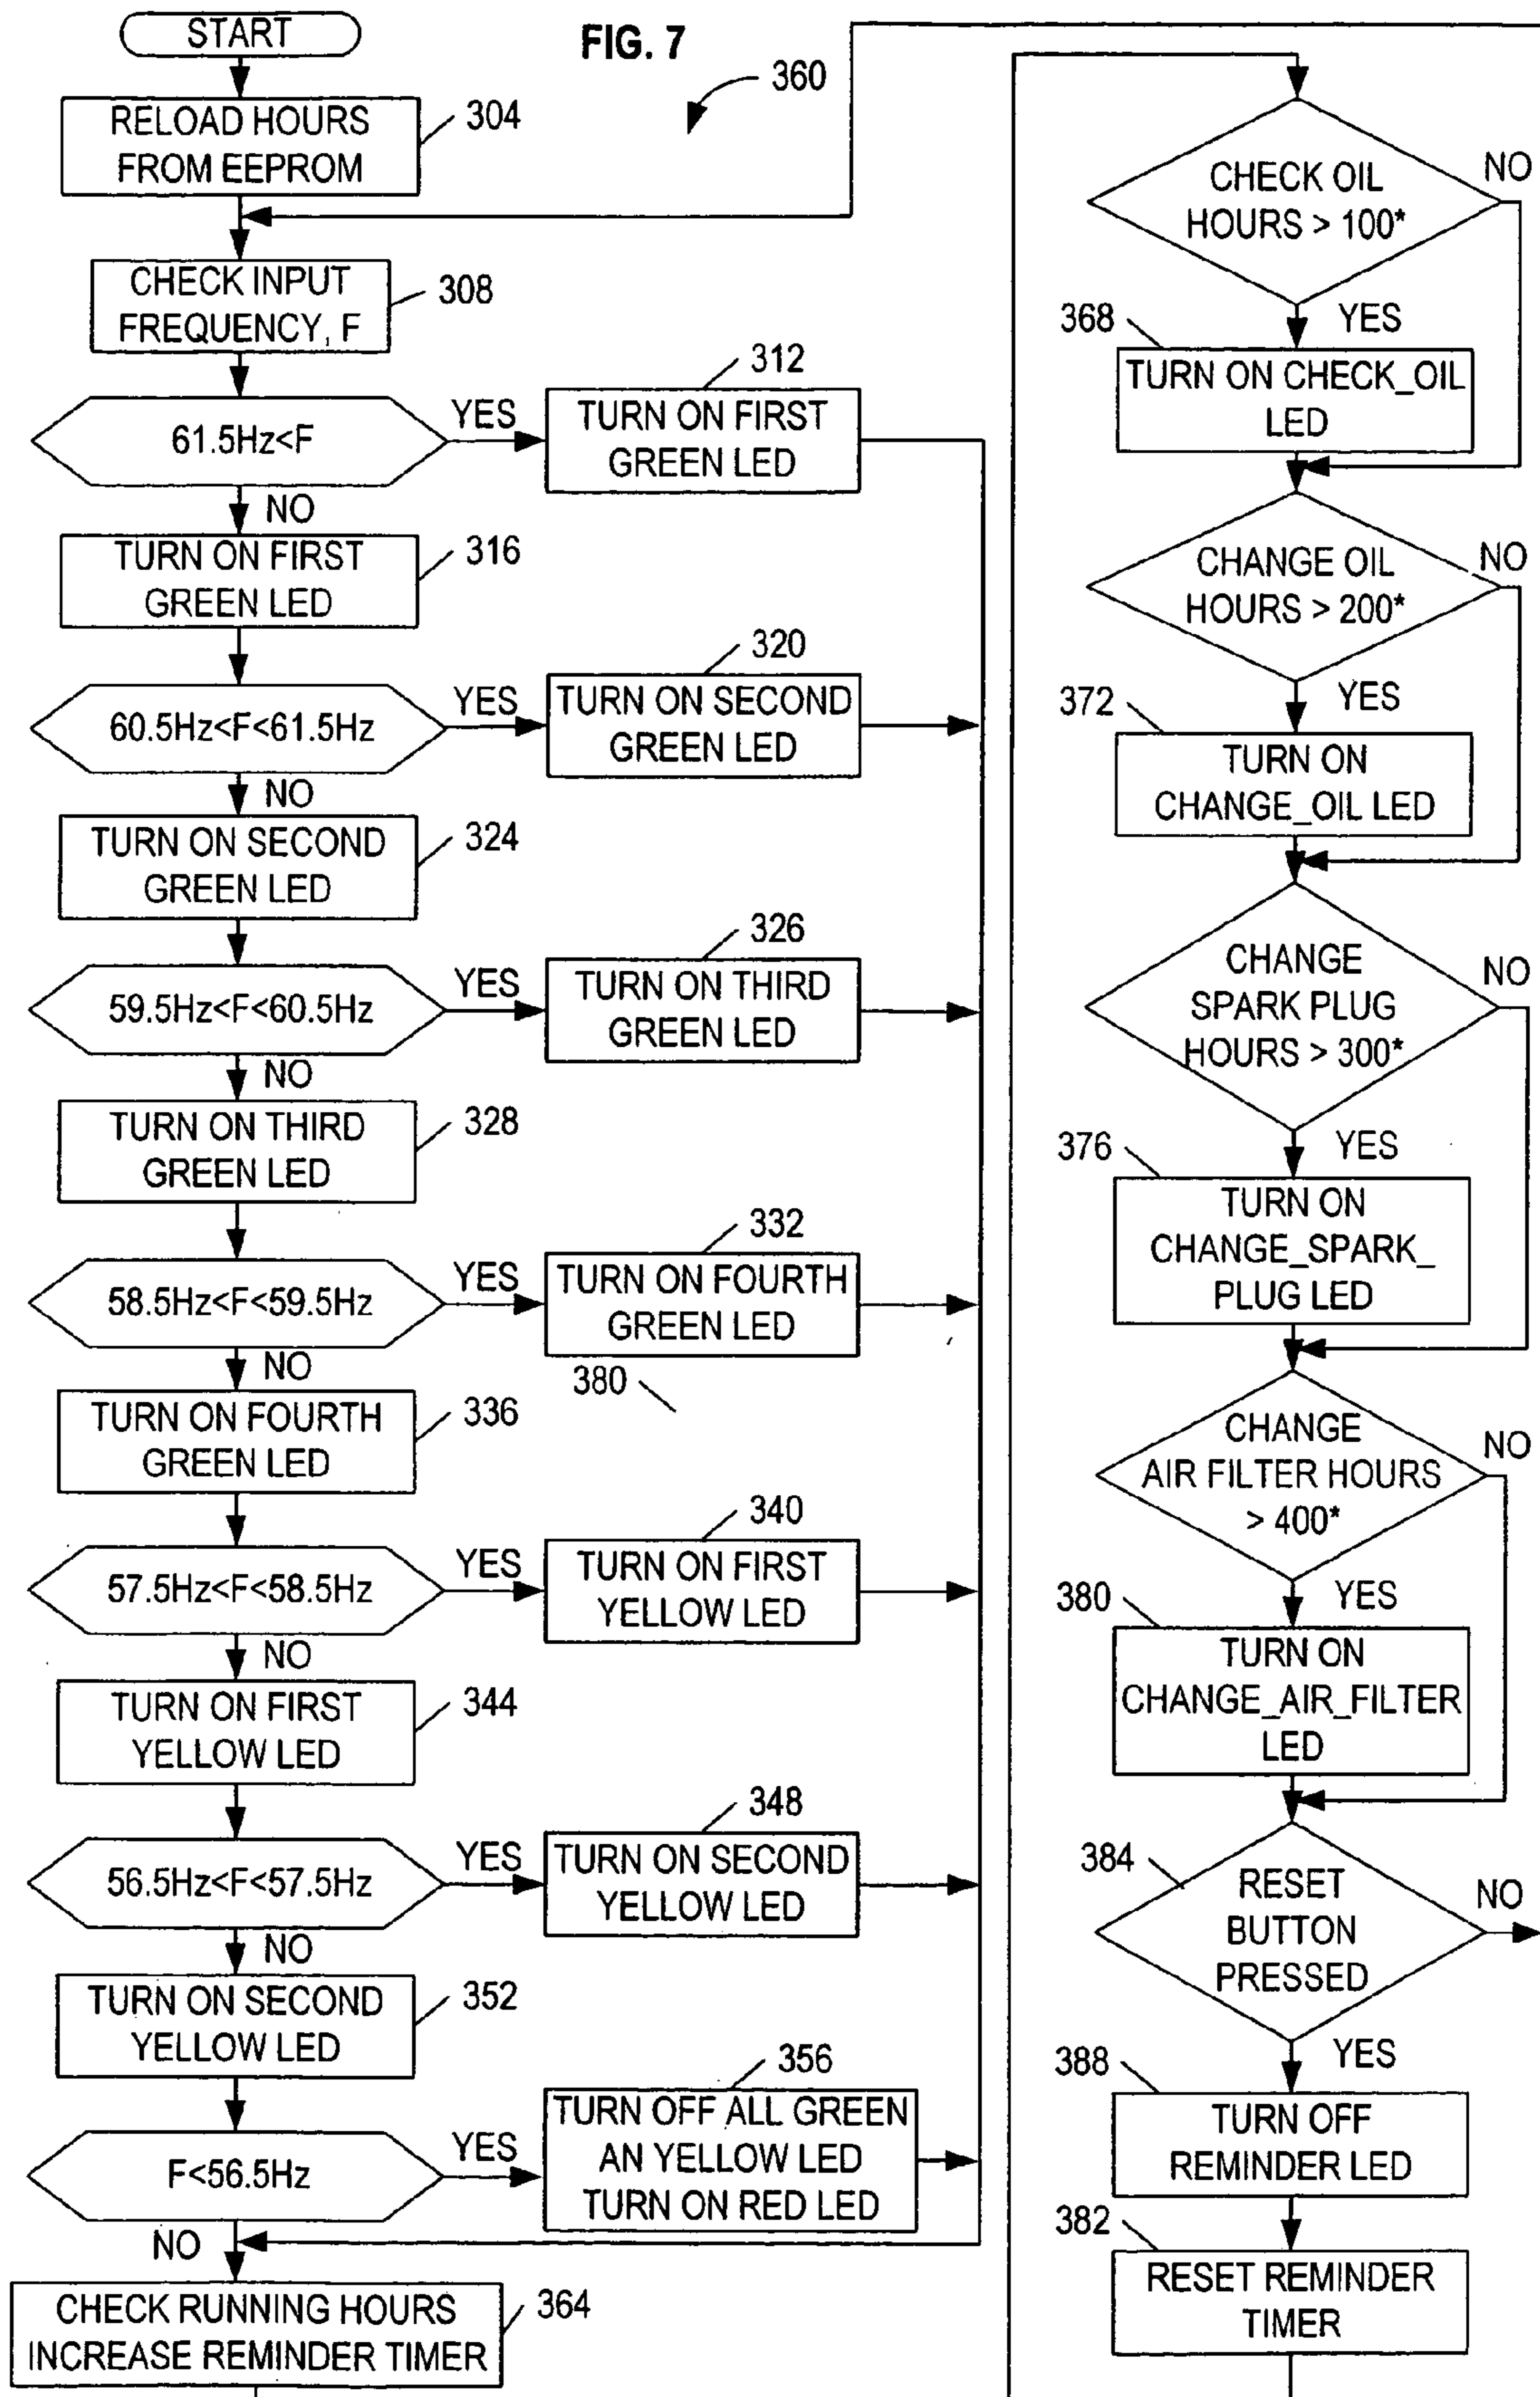 FIG. 7
360
START
RELOAD HOURS
FROM EEPROM
304
CHECK INPUT
FREQUENCY, F
308
61.5Hz<F
YES
NO
312
TURN ON FIRST
GREEN LED
TURN ON FIRST
GREEN LED
316
60.5Hz<F<61.5Hz
YES
NO
320
TURN ON SECOND
GREEN LED
TURN ON SECOND
GREEN LED
324
59.5Hz<F<60.5Hz
YES
NO
326
TURN ON THIRD
GREEN LED
TURN ON THIRD
GREEN LED
328
58.5Hz<F<59.5Hz
YES
NO
332
TURN ON FOURTH
GREEN LED
380
TURN ON FOURTH
GREEN LED
336
57.5Hz<F<58.5Hz
YES
NO
340
TURN ON FIRST
YELLOW LED
TURN ON FIRST
YELLOW LED
344
56.5Hz<F<57.5Hz
YES
NO
348
TURN ON SECOND
YELLOW LED
TURN ON SECOND
YELLOW LED
352
F<56.5Hz
YES
NO
356
TURN OFF ALL GREEN
AN YELLOW LED
TURN ON RED LED
CHECK RUNNING HOURS
INCREASE REMINDER TIMER
364
CHECK OIL
HOURS > 100*
NO
YES
368
TURN ON CHECK_OIL
LED
CHANGE OIL
HOURS > 200*
NO
YES
372
TURN ON
CHANGE_OIL LED
CHANGE
SPARK PLUG
HOURS > 300*
NO
YES
376
TURN ON
CHANGE_SPARK_
PLUG LED
CHANGE
AIR FILTER HOURS
> 400*
NO
YES
380
TURN ON
CHANGE_AIR_FILTER
LED
384
RESET
BUTTON
PRESSED
NO
YES
388
TURN OFF
REMINDER LED
382
RESET REMINDER
TIMER